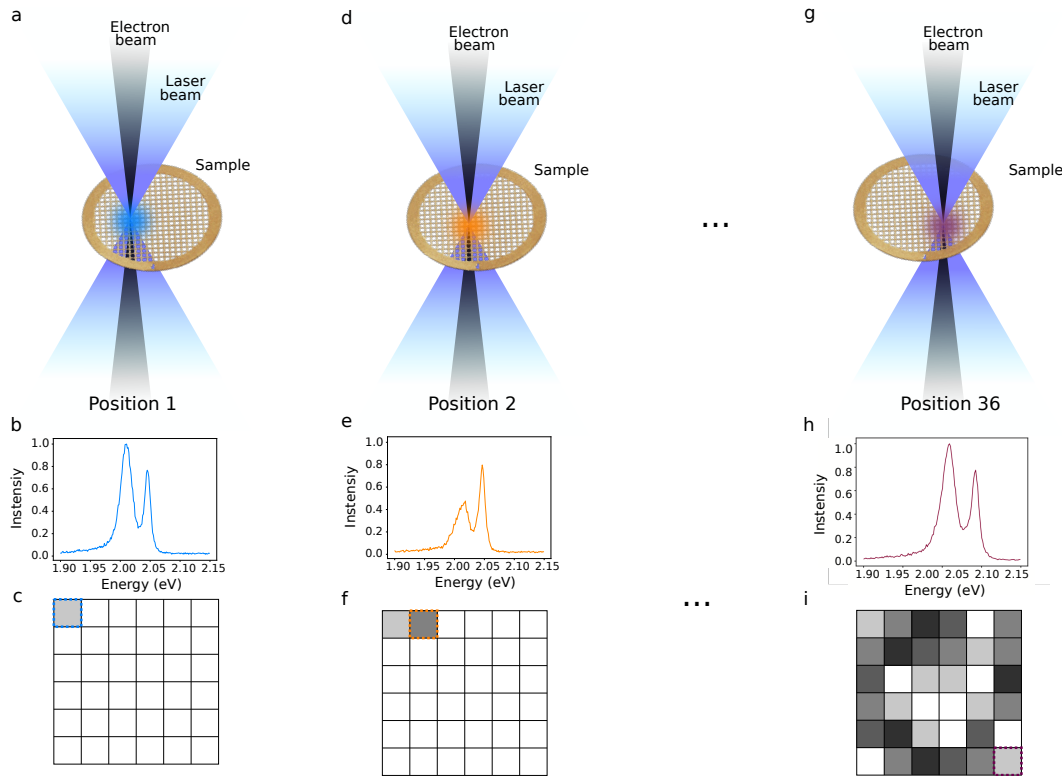 a
Electron
beam
Laser
beam
Sample
Position 1
d
Electron
beam
Laser
beam
Sample
Position 2
...
g
Electron
beam
Laser
beam
Sample
Position 36
b
Instensiy
1.0
0.8
0.6
0.4
0.2
0.0
1.90 1.95 2.00 2.05 2.10 2.15
Energy (eV)
e
Instensiy
1.0
0.8
0.6
0.4
0.2
0.0
1.90 1.95 2.00 2.05 2.10 2.15
Energy (eV)
h
Instensiy
1.0
0.8
0.6
0.4
0.2
0.0
1.90 1.95 2.00 2.05 2.10 2.15
Energy (eV)
c
f
...
i